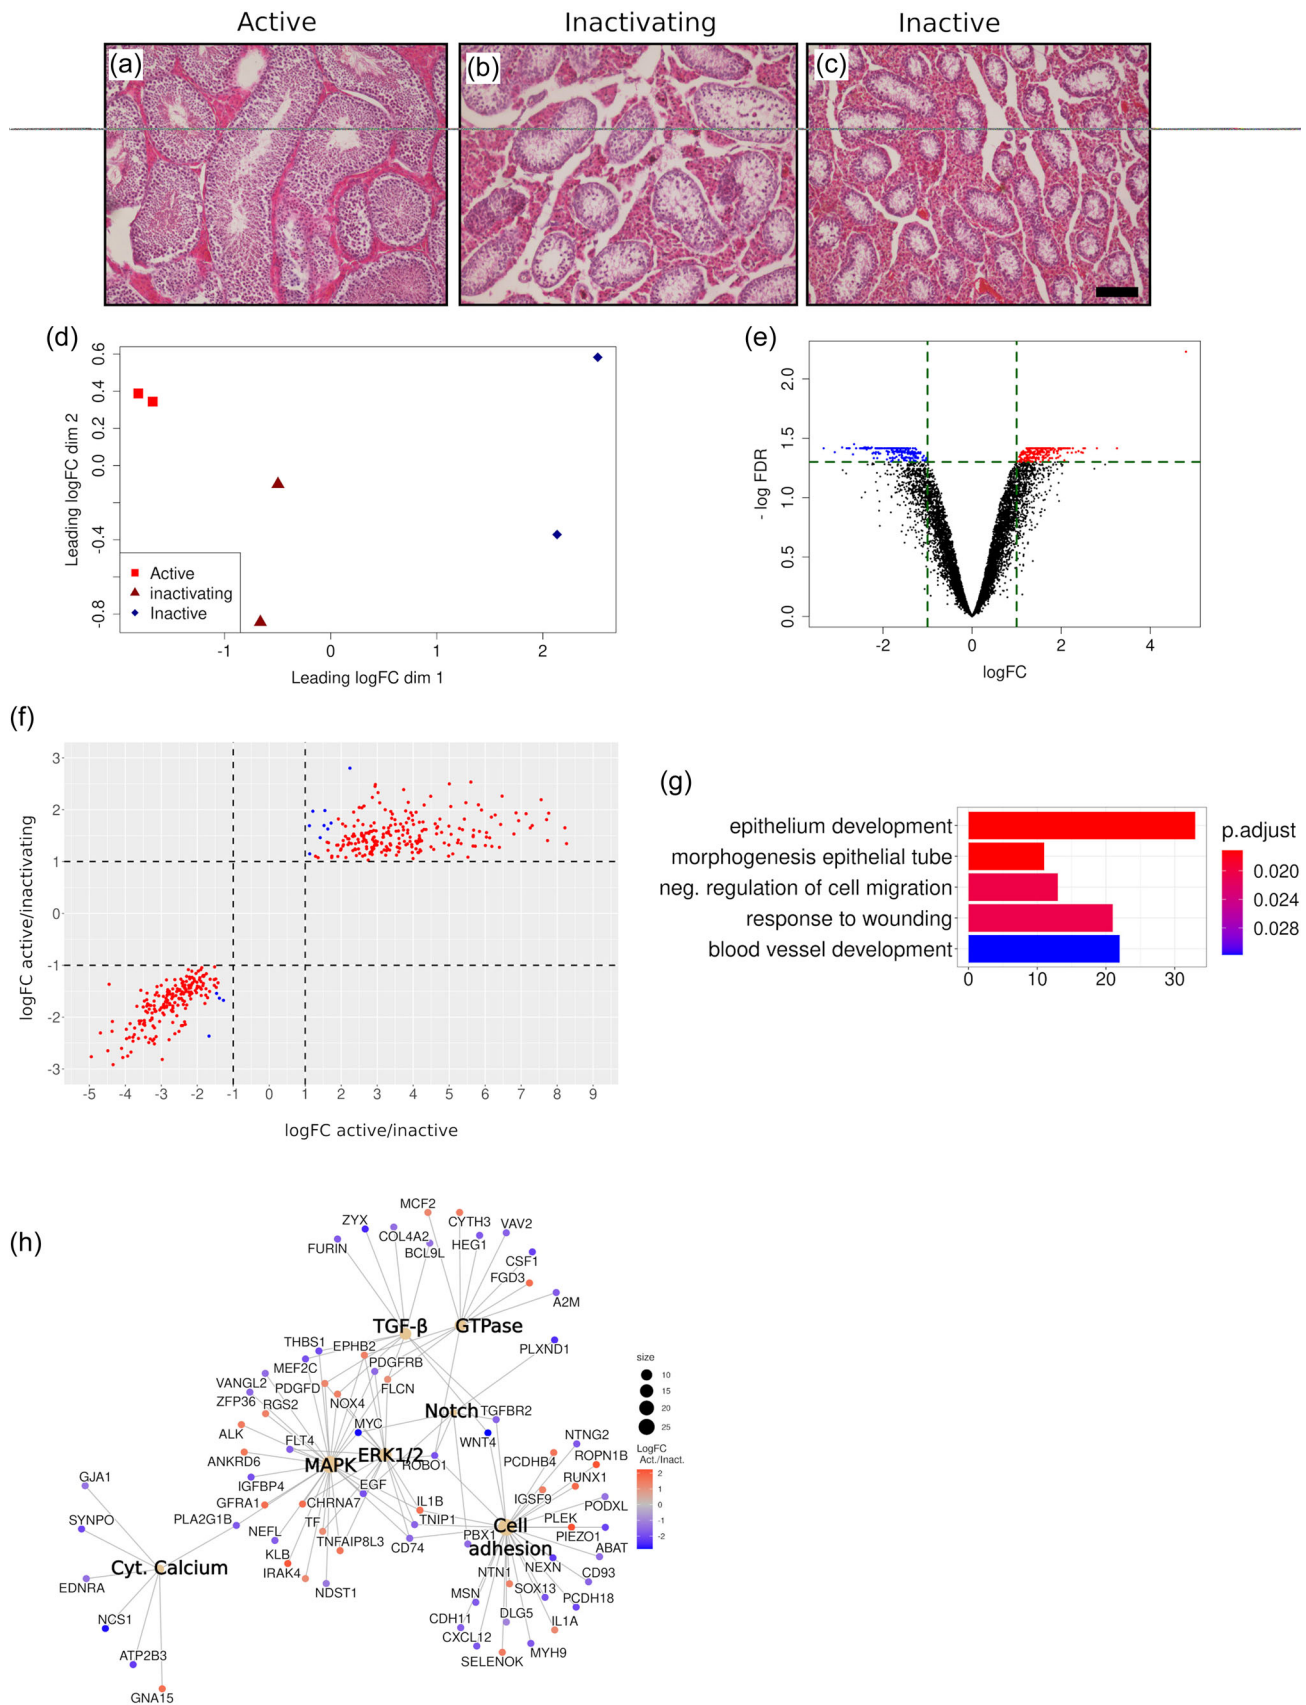 Active
Inactivating
Inactive
(a)
(b)
(c)
(d)
Leading logFC dim 2
0.6
0.4
0.2
0.0
-0.4
-0.8
Active
inactivating
Inactive
-1
0
1
2
Leading logFC dim 1
(e)
- log FDR
2.0
1.5
1.0
0.5
0.0
-2
0
2
4
logFC
(f)
logFC active/inactivating
3
2
1
0
-1
-2
-3
-5 -4 -3 -2 -1 0 1 2 3 4 5 6 7 8 9
logFC active/inactive
(g)
epithelium development
morphogenesis epithelial tube
neg. regulation of cell migration
response to wounding
blood vessel development
0 10 20 30
p.adjust
0.020
0.024
0.028
(h)
MCF2
ZYX
CYTH3
VAV2
COL4A2
FURIN
BCL9L
HEG1
CSF1
FGD3
A2M
TGF-β
GTPase
THBS1
EPHB2
PLXND1
MEF2C
PDGFRB
VANGL2
PDGFD
FLCN
ZFP36
RGS2
NOX4
Notch
TGFBR2
ALK
MYC
FLT4
WNT4
NTNG2
ANKRD6
MAPK
ERK1/2
ROBO1
PCDHB4
ROPN1B
GJA1
IGFBP4
EGF
RUNX1
GFRA1
CHRNA7
IL1B
IGSF9
PODXL
SYNPO
PLA2G1B
TF
TNIP1
PLEK
NEFL
TNFAIP8L3
Cell
adhesion
PBX1
PIEZO1
KLB
CD74
ABAT
Cyt. Calcium
IRAK4
NEXN
CD93
EDNRA
NDST1
NTN1
SOX13
PCDH18
MSN
NCS1
CDH11
DLG5
IL1A
CXCL12
MYH9
ATP2B3
SELENOK
GNA15
size
10
15
20
25
LogFC
Act./Inact.
2
1
0
-1
-2